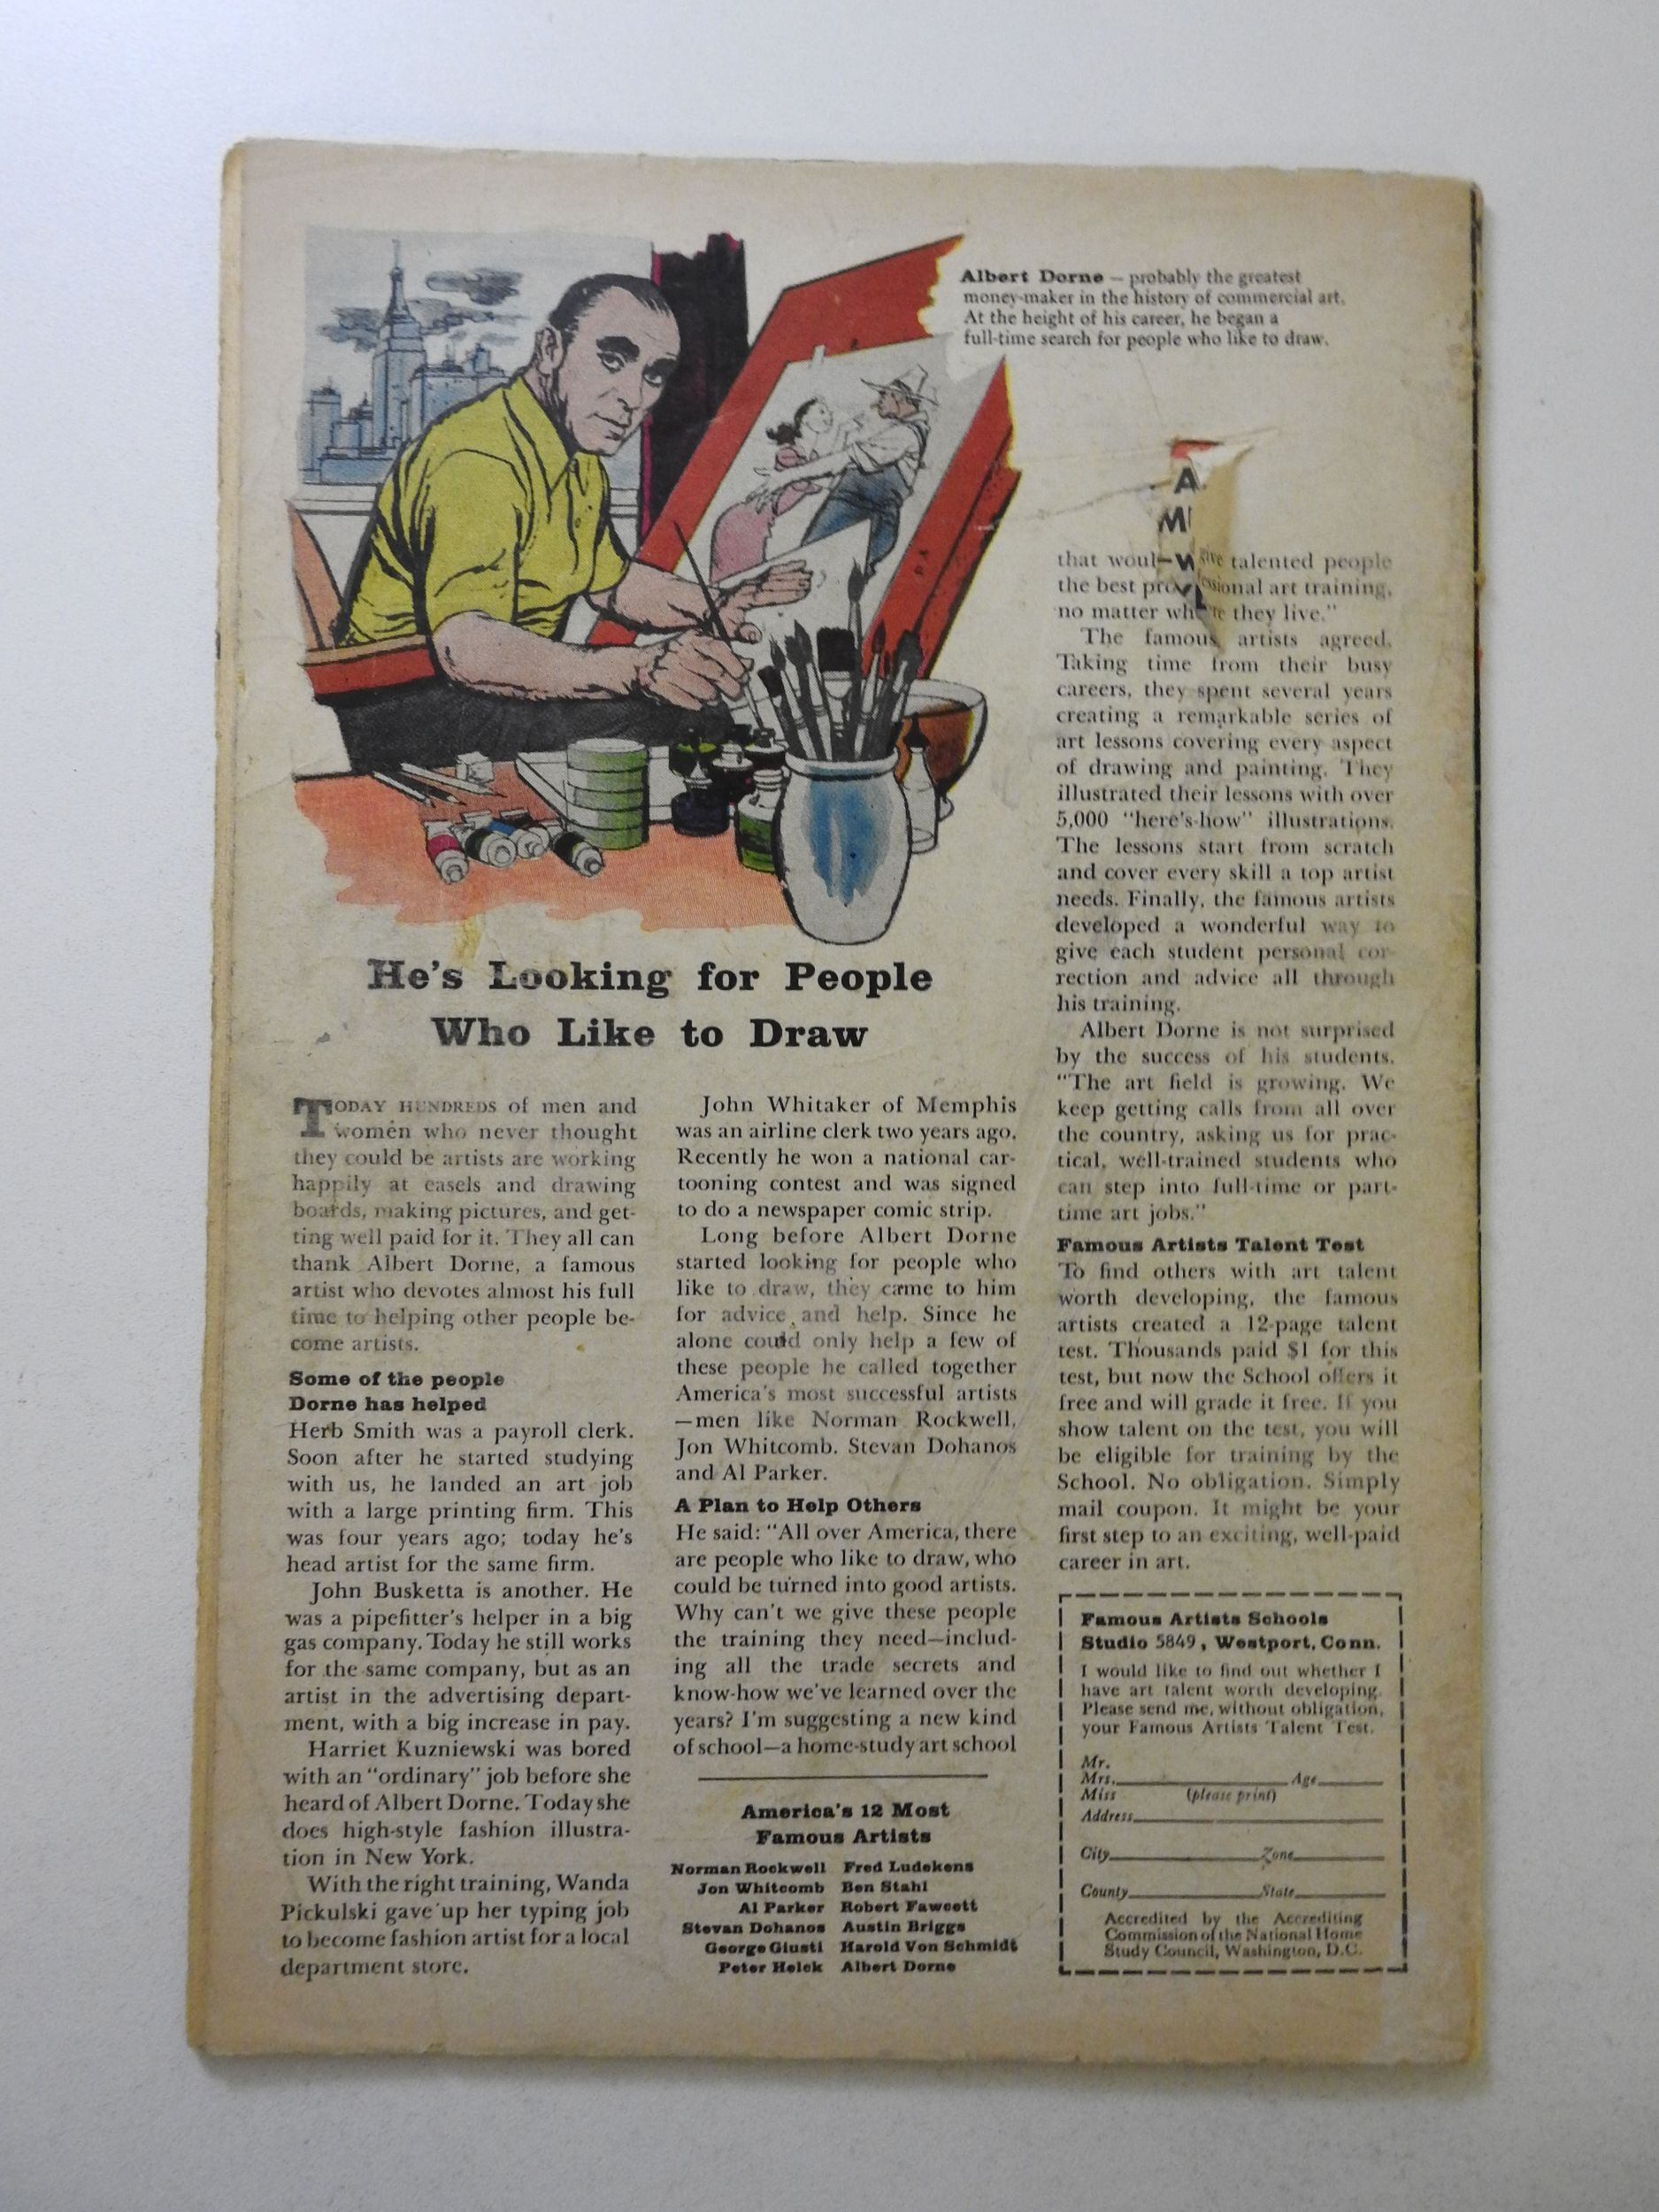 Albert Dorne — probably the greatest
money-maker in the history of commercial art.
At the height of his career, he began a
full-time search for people who like to draw.
He's Looking for People
Who Like to Draw
TODAY HUNDREDS of men and
women who never thought
they could be artists are working
happily at easels and drawing
boards, making pictures, and get-
ting well paid for it. They all can
thank Albert Dorne, a famous
artist who devotes almost his full
time to helping other people be-
come artists.
Some of the people
Dorne has helped
Herb Smith was a payroll clerk.
Soon after he started studying
with us, he landed an art job
with a large printing firm. This
was four years ago; today he's
head artist for the same firm.
John Busketta is another. He
was a pipefitter's helper in a big
gas company. Today he still works
for the same company, but as an
artist in the advertising depart-
ment, with a big increase in pay.
Harriet Kuzniewski was bored
with an "ordinary" job before she
heard of Albert Dorne. Today she
does high-style fashion illustra-
tion in New York.
With the right training, Wanda
Pickulski gave up her typing job
to become fashion artist for a local
department store.
John Whitaker of Memphis
was an airline clerk two years ago.
Recently he won a national car-
tooning contest and was signed
to do a newspaper comic strip.
Long before Albert Dorne
started looking for people who
like to draw, they came to him
for advice and help. Since he
alone could only help a few of
these people he called together
America's most successful artists
—men like Norman Rockwell,
Jon Whitcomb, Stevan Dohanos
and Al Parker.
A Plan to Help Others
He said: "All over America, there
are people who like to draw, who
could be turned into good artists.
Why can't we give these people
the training they need—includ-
ing all the trade secrets and
know-how we've learned over the
years? I'm suggesting a new kind
of school—a home-study art school
America's 12 Most
Famous Artists
Norman Rockwell Fred Ludekens
Jon Whitcomb Ben Stahl
Al Parker Robert Fawcett
Stevan Dohanos Austin Briggs
George Giusti Harold Von Schmidt
Peter Helck Albert Dorne
A
M
that woul give talented people
the best professional art training,
no matter where they live."
The famous artists agreed.
Taking time from their busy
careers, they spent several years
creating a remarkable series of
art lessons covering every aspect
of drawing and painting. They
illustrated their lessons with over
5,000 "here's-how" illustrations.
The lessons start from scratch
and cover every skill a top artist
needs. Finally, the famous artists
developed a wonderful way to
give each student personal cor-
rection and advice all through
his training.
Albert Dorne is not surprised
by the success of his students.
"The art field is growing. We
keep getting calls from all over
the country, asking us for prac-
tical, well-trained students who
can step into full-time or part-
time art jobs."
Famous Artists Talent Test
To find others with art talent
worth developing, the famous
artists created a 12-page talent
test. Thousands paid $1 for this
test, but now the School offers it
free and will grade it free. If you
show talent on the test, you will
be eligible for training by the
School. No obligation. Simply
mail coupon. It might be your
first step to an exciting, well-paid
career in art.
Famous Artists Schools
Studio 5849, Westport, Conn.
I would like to find out whether I
have art talent worth developing.
Please send me, without obligation,
your Famous Artists Talent Test.
Mr.
Mrs. Age
Miss (please print)
Address
City Zone
County State
Accredited by the Accrediting
Commission of the National Home
Study Council, Washington, D.C.